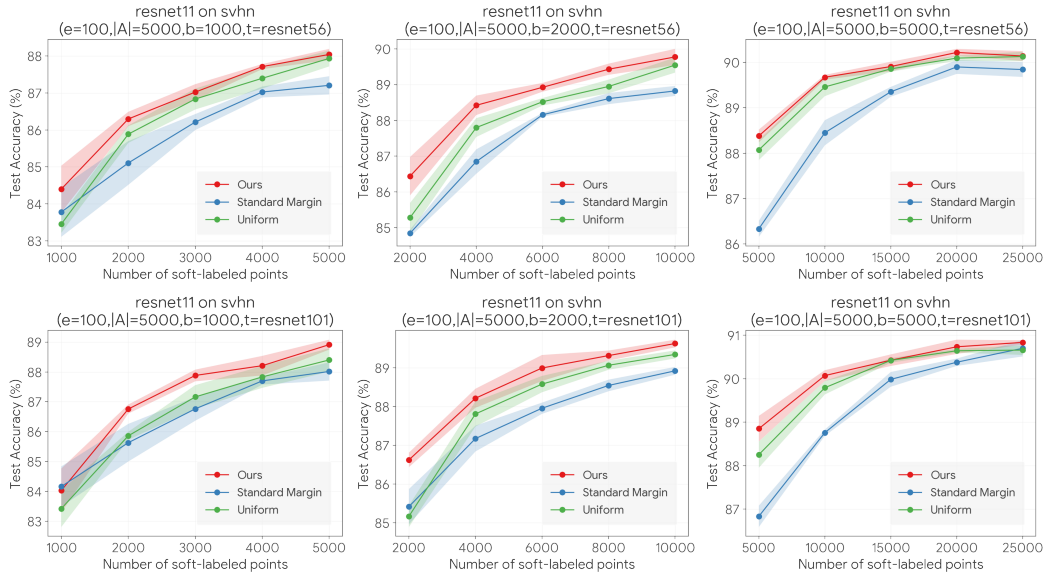 resnet11 on svhn
(e=100,|A|=5000,b=1000,t=resnet56)
Test Accuracy (%)
88
87
86
85
84
83
Ours
Standard Margin
Uniform
1000 2000 3000 4000 5000
Number of soft-labeled points
resnet11 on svhn
(e=100,|A|=5000,b=2000,t=resnet56)
Test Accuracy (%)
90
89
88
87
86
85
Ours
Standard Margin
Uniform
2000 4000 6000 8000 10000
Number of soft-labeled points
resnet11 on svhn
(e=100,|A|=5000,b=5000,t=resnet56)
Test Accuracy (%)
90
89
88
87
86
Ours
Standard Margin
Uniform
5000 10000 15000 20000 25000
Number of soft-labeled points
resnet11 on svhn
(e=100,|A|=5000,b=1000,t=resnet101)
Test Accuracy (%)
89
88
87
86
85
84
83
Ours
Standard Margin
Uniform
1000 2000 3000 4000 5000
Number of soft-labeled points
resnet11 on svhn
(e=100,|A|=5000,b=2000,t=resnet101)
Test Accuracy (%)
89
88
87
86
85
Ours
Standard Margin
Uniform
2000 4000 6000 8000 10000
Number of soft-labeled points
resnet11 on svhn
(e=100,|A|=5000,b=5000,t=resnet101)
Test Accuracy (%)
91
90
89
88
87
Ours
Standard Margin
Uniform
5000 10000 15000 20000 25000
Number of soft-labeled points